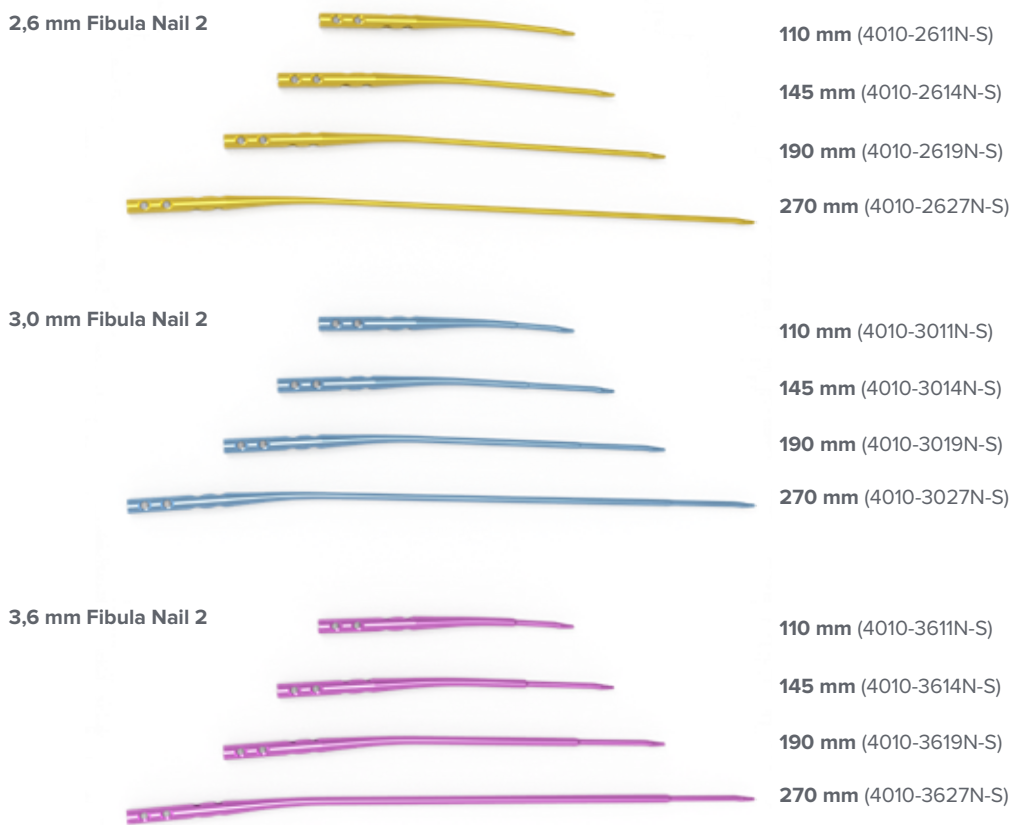 2,6 mm Fibula Nail 2
110 mm (4010-2611N-S)
145 mm (4010-2614N-S)
190 mm (4010-2619N-S)
270 mm (4010-2627N-S)
3,0 mm Fibula Nail 2
110 mm (4010-3011N-S)
145 mm (4010-3014N-S)
190 mm (4010-3019N-S)
270 mm (4010-3027N-S)
3,6 mm Fibula Nail 2
110 mm (4010-3611N-S)
145 mm (4010-3614N-S)
190 mm (4010-3619N-S)
270 mm (4010-3627N-S)